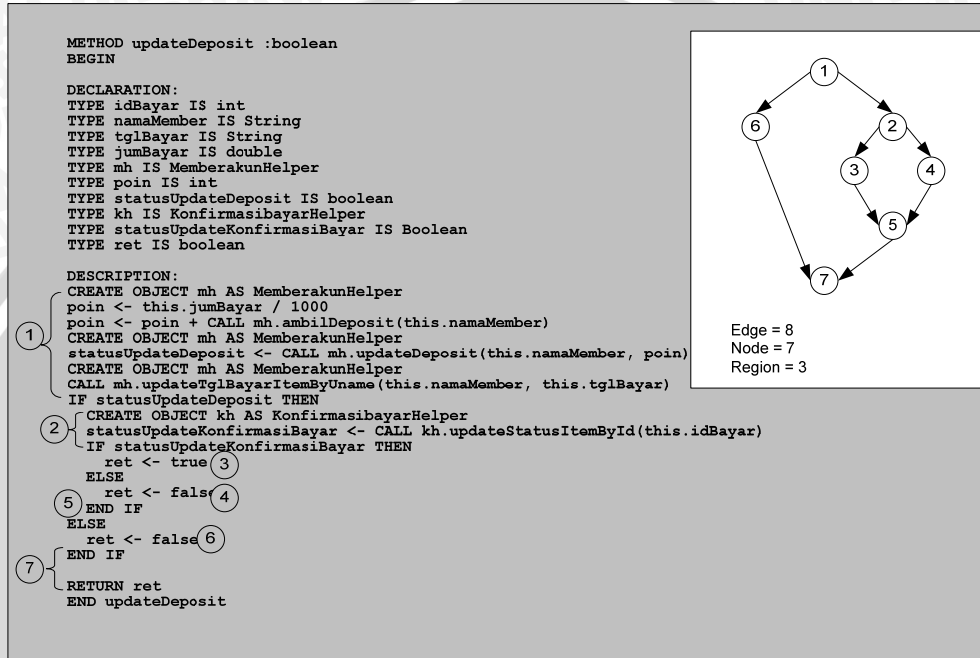 METHOD updateDeposit :boolean
BEGIN
DECLARATION:
TYPE idBayar IS int
TYPE namaMember IS String
TYPE tglBayar IS String
TYPE jumBayar IS double
TYPE mh IS MemberakunHelper
TYPE poin IS int
TYPE statusUpdateDeposit IS boolean
TYPE kh IS KonfirmasibayarHelper
TYPE statusUpdateKonfirmasiBayar IS Boolean
TYPE ret IS boolean
DESCRIPTION:
CREATE OBJECT mh AS MemberakunHelper
poin <- this.jumBayar / 1000
poin <- poin + CALL mh.ambilDeposit(this.namaMember)
1
CREATE OBJECT mh AS MemberakunHelper
statusUpdateDeposit <- CALL mh.updateDeposit(this.namaMember, poin)
CREATE OBJECT mh AS MemberakunHelper
CALL mh.updateTglBayarItemByUname(this.namaMember, this.tglBayar)
IF statusUpdateDeposit THEN
CREATE OBJECT kh AS KonfirmasibayarHelper
2 statusUpdateKonfirmasiBayar <- CALL kh.updateStatusItemById(this.idBayar)
IF statusUpdateKonfirmasiBayar THEN
ret <- true 3
ELSE
ret <- false 4
5 END IF
ELSE
ret <- false 6
END IF
7
RETURN ret
END updateDeposit
1
6 2
3 4
5
7
Edge = 8
Node = 7
Region = 3